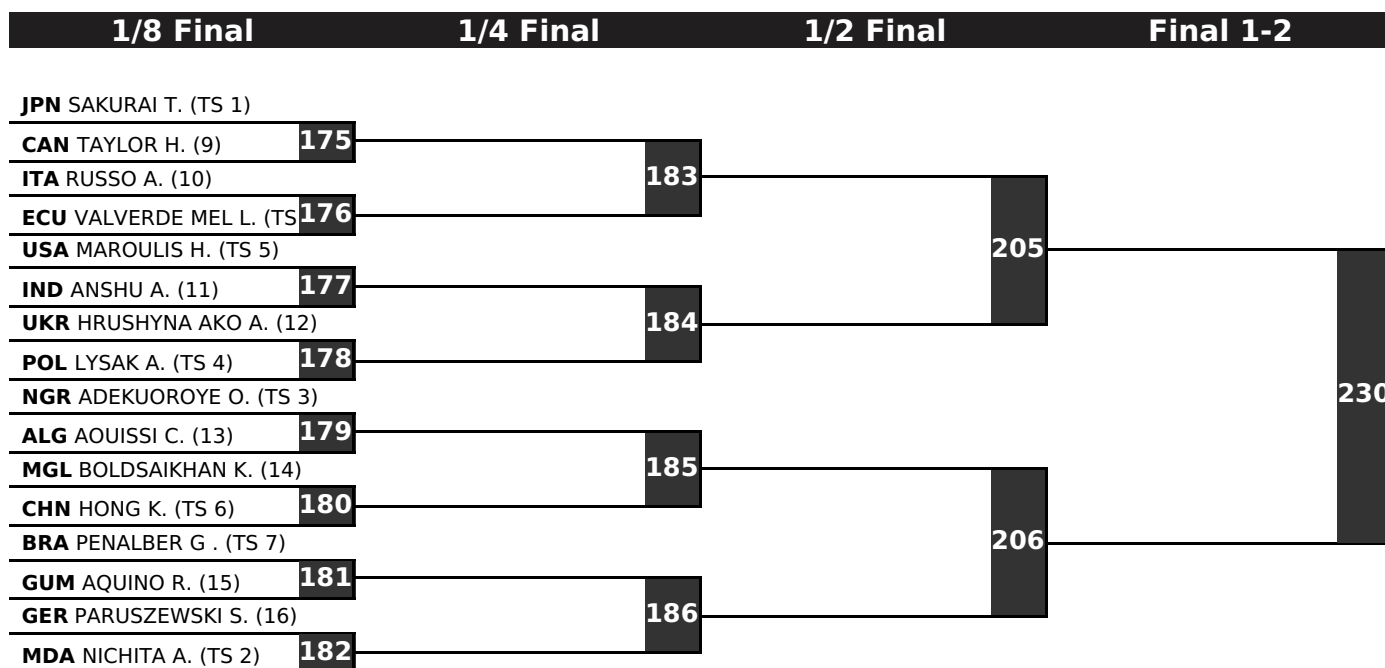 1/8 Final 1/4 Final 1/2 Final Final 1-2
JPN SAKURAI T. (TS 1)
175
CAN TAYLOR H. (9)
183
ITA RUSSO A. (10)
176
ECU VALVERDE MEL L. (TS
205
USA MAROULIS H. (TS 5)
177
IND ANSHU A. (11)
184
UKR HRUSHYNA AKO A. (12)
178
POL LYSAK A. (TS 4)
230
NGR ADEKUOROYE O. (TS 3)
179
ALG AOUISSI C. (13)
185
MGL BOLDSAIKHAN K. (14)
180
CHN HONG K. (TS 6)
206
BRA PENALBER G . (TS 7)
181
GUM AQUINO R. (15)
186
GER PARUSZEWSKI S. (16)
182
MDA NICHITA A. (TS 2)